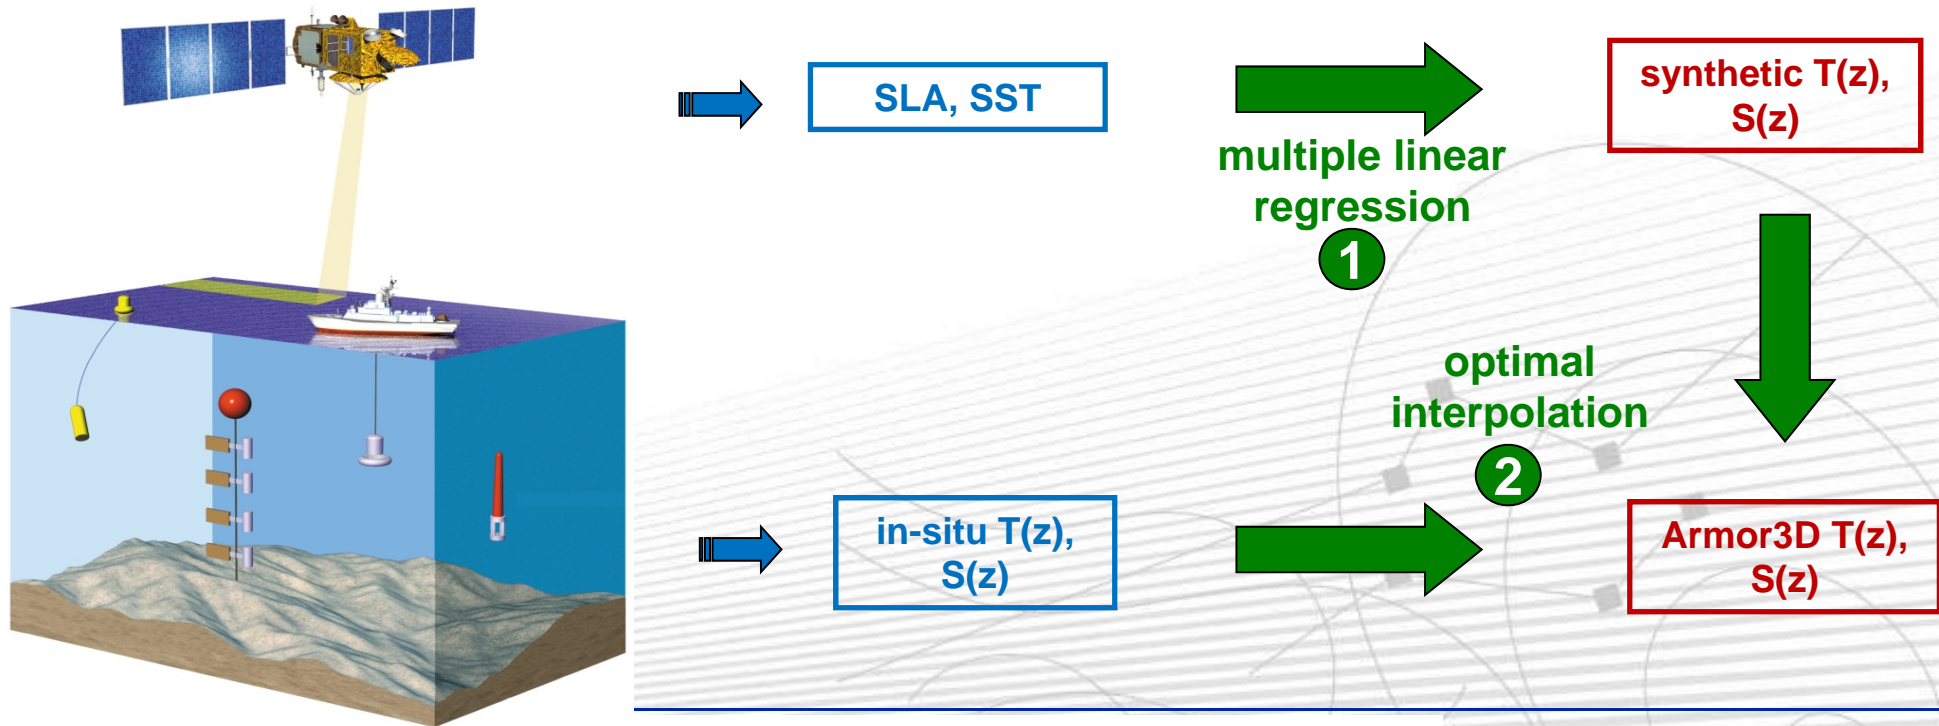 SLA, SST
synthetic T(z),
S(z)
multiple linear
regression
1
optimal
interpolation
2
in-situ T(z),
S(z)
Armor3D T(z),
S(z)